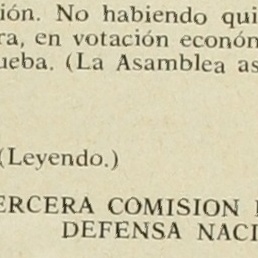 ión. No habiendo qui
ra, en votación económ
ueba. (La Asamblea as
(Leyendo.)
ERCERA COMISION
DEFENSA NACI